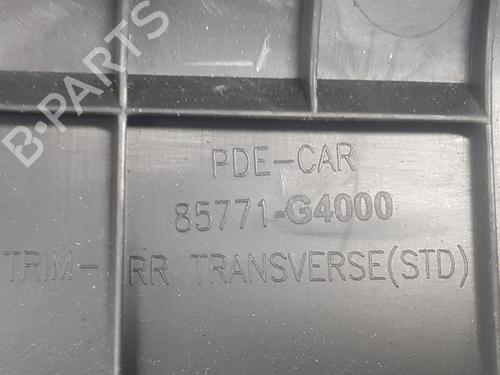 B-PARTS
PDE-CAR
85771-G4000
TRIM- RR TRANSVERSE(STD)